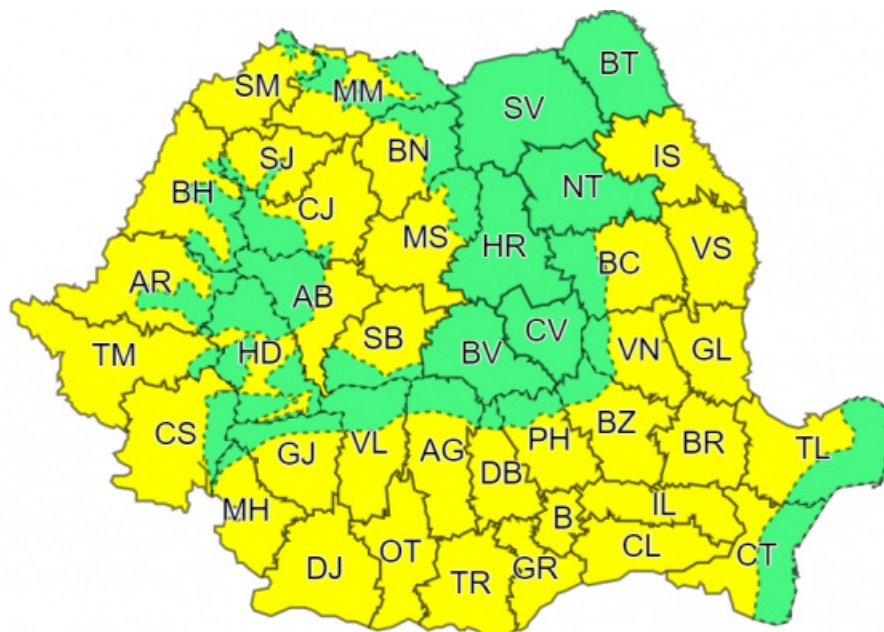 BT
SM
MM
SV
SJ
BN
IS
BH
CJ
NT
MS
HR
BC
VS
AR
AB
TM
HD
SB
BV
CV
VN
GL
CS
GJ
VL
AG
DB
PH
BZ
BR
TL
MH
B
IL
DJ
OT
TR
GR
CL
CT